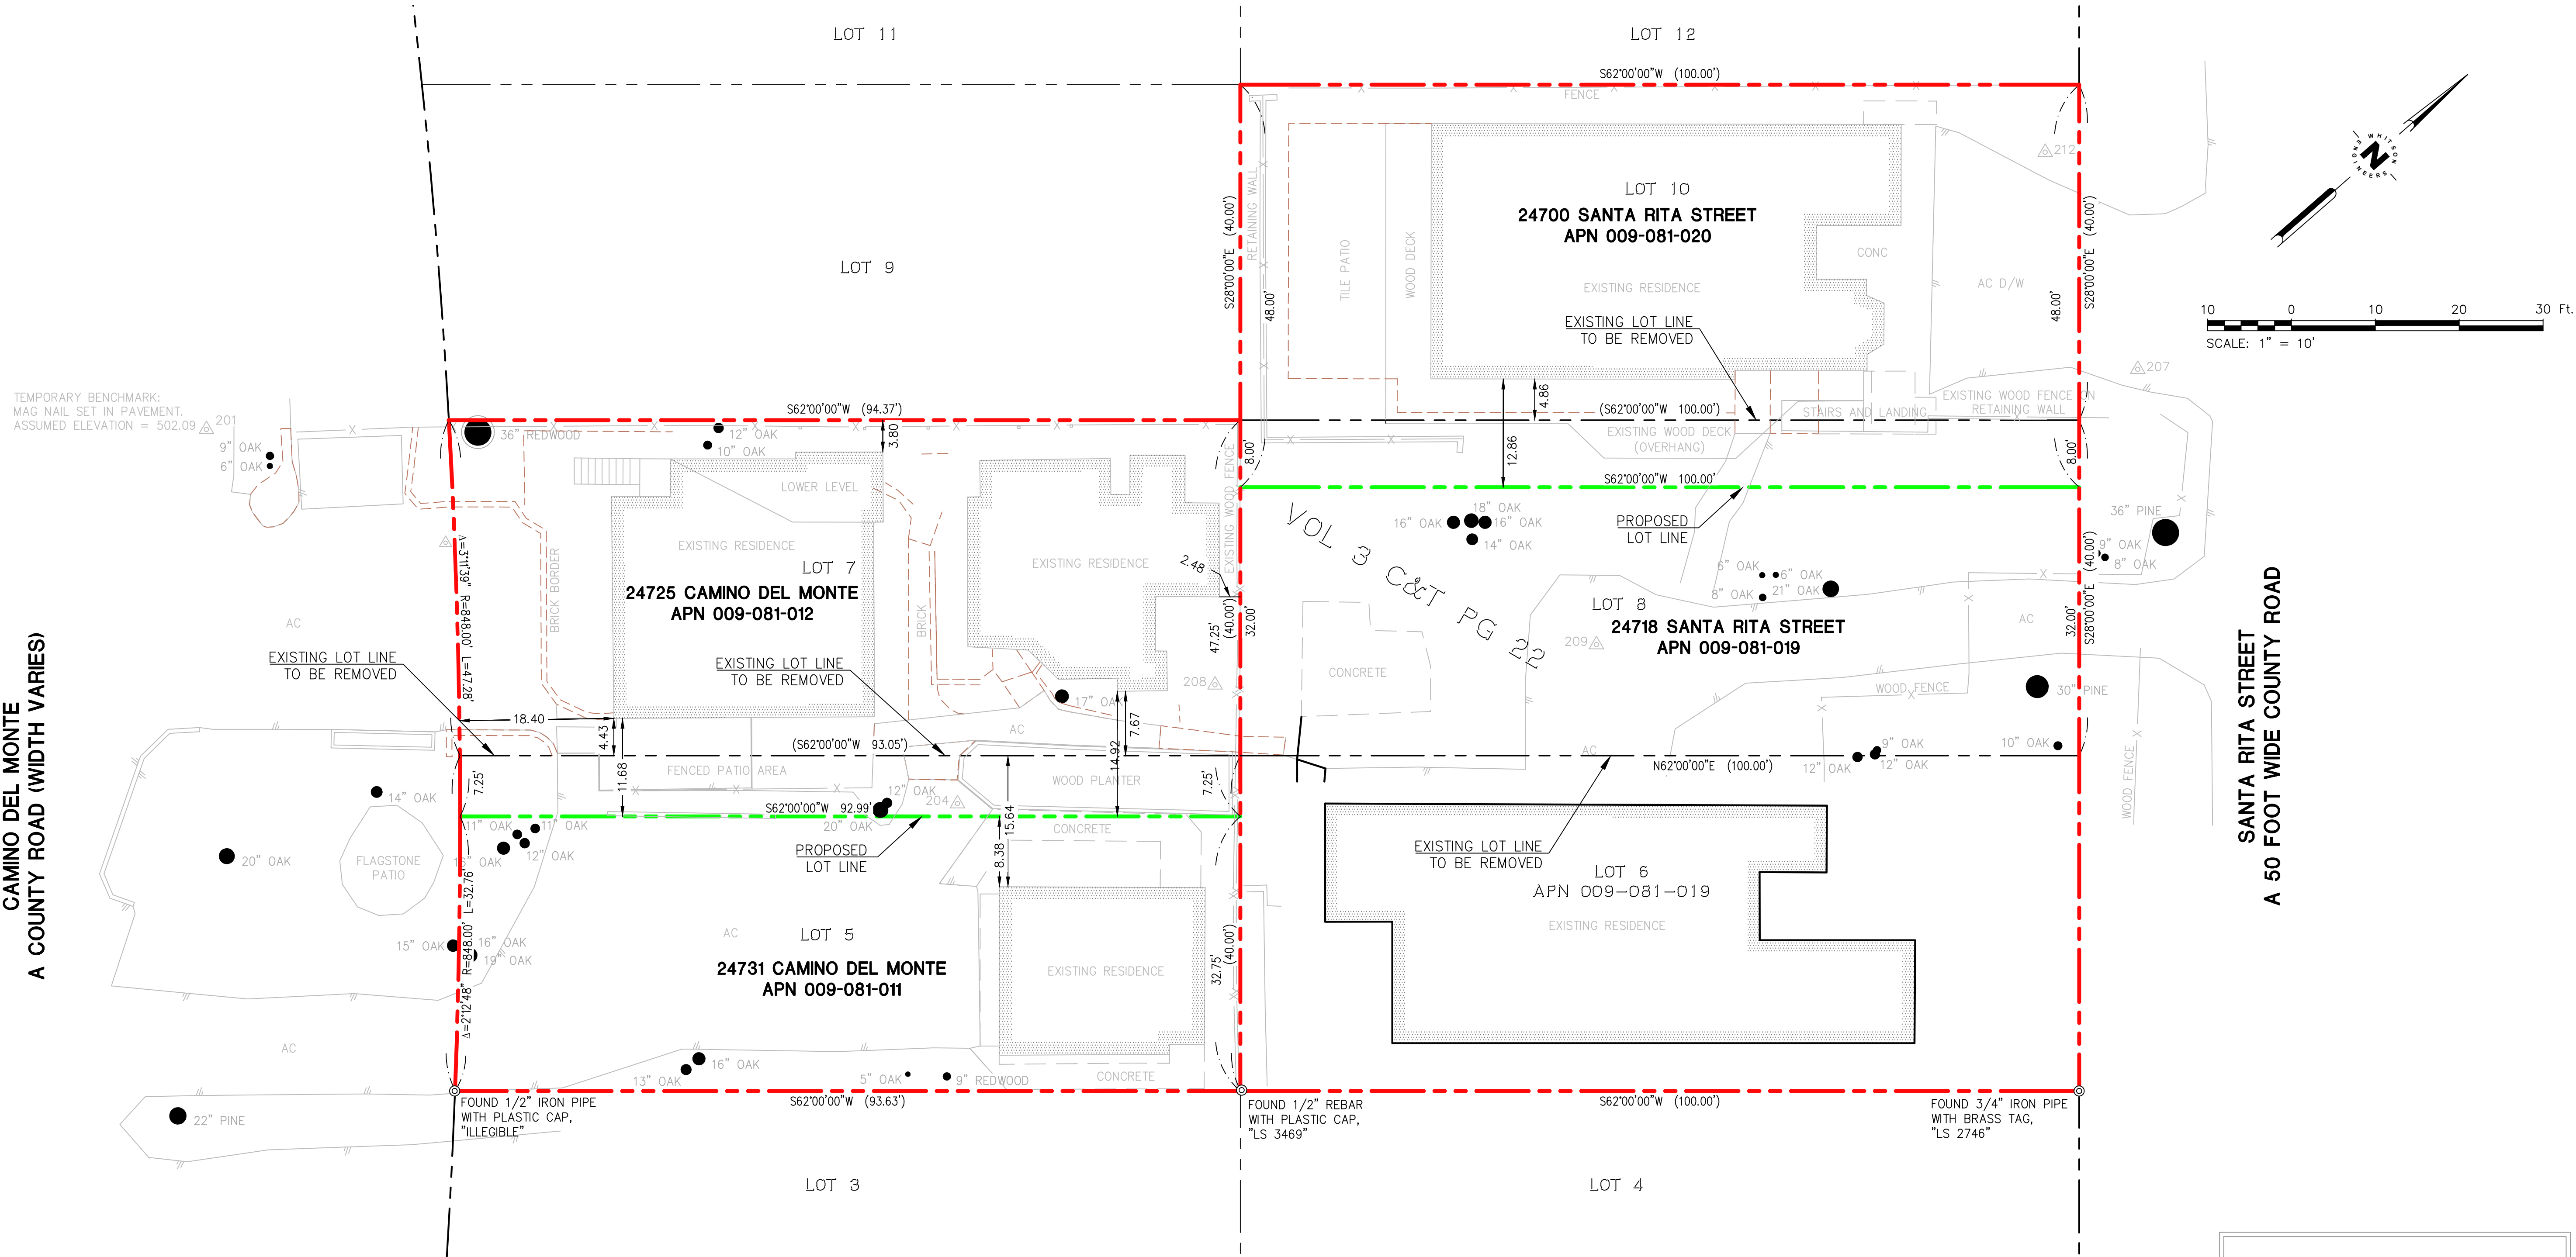 LOT 11
LOT 12
S62°00'00"W (100.00')
FENCE
212
WHITSON ENGINEERS
N
RETAINING WALL
S28°00'00"E (40.00')
48.00'
TILE PATIO
WOOD DECK
LOT 10
24700 SANTA RITA STREET
APN 009-081-020
EXISTING RESIDENCE
CONC
AC D/W
48.00'
S28°00'00"E (40.00')
LOT 9
10 0 10 20 30 Ft.
SCALE: 1" = 10'
EXISTING LOT LINE
TO BE REMOVED
207
TEMPORARY BENCHMARK:
MAG NAIL SET IN PAVEMENT.
ASSUMED ELEVATION = 502.09
201
9" OAK
6" OAK
S62°00'00"W (94.37')
36" REDWOOD
12" OAK
10" OAK
3.80
4.86
12.86
(S62°00'00"W 100.00')
STAIRS AND LANDING
EXISTING WOOD FENCE ON
RETAINING WALL
EXISTING WOOD DECK
(OVERHANG)
8.00'
8.00'
S62°00'00"W 100.00'
LOWER LEVEL
EXISTING WOOD FENCE
EXISTING RESIDENCE
EXISTING RESIDENCE
18" OAK
16" OAK
16" OAK
14" OAK
PROPOSED
LOT LINE
36" PINE
9" OAK
8" OAK
VOL 3 C&T PG 22
Δ=3°11'39" R=848.00' L=47.28'
BRICK BORDER
BRICK
LOT 7
24725 CAMINO DEL MONTE
APN 009-081-012
2.48
47.25'
(40.00')
32.00'
6" OAK
6" OAK
8" OAK
21" OAK
LOT 8
24718 SANTA RITA STREET
APN 009-081-019
209
AC
32.00'
S28°00'00"E (40.00')
AC
CAMINO DEL MONTE
A COUNTY ROAD (WIDTH VARIES)
SANTA RITA STREET
A 50 FOOT WIDE COUNTY ROAD
EXISTING LOT LINE
TO BE REMOVED
EXISTING LOT LINE
TO BE REMOVED
CONCRETE
208
17" OAK
WOOD FENCE
30" PINE
18.40
4.43
11.68
AC
14.92
7.67
(S62°00'00"W 93.05')
FENCED PATIO AREA
WOOD PLANTER
AC
N62°00'00"E (100.00')
9" OAK
12" OAK
12" OAK
10" OAK
WOOD FENCE
7.25'
7.25'
14" OAK
S62°00'00"W 92.99'
12" OAK
204
20" OAK
15.64
CONCRETE
11" OAK
11" OAK
12" OAK
20" OAK
FLAGSTONE
PATIO
PROPOSED
LOT LINE
8.38
EXISTING LOT LINE
TO BE REMOVED
LOT 6
APN 009-081-019
EXISTING RESIDENCE
Δ=2°12'48" R=848.00' L=32.76'
15" OAK
16" OAK
19" OAK
AC
LOT 5
24731 CAMINO DEL MONTE
APN 009-081-011
EXISTING RESIDENCE
32.75'
(40.00')
AC
16" OAK
13" OAK
5" OAK
9" REDWOOD
CONCRETE
22" PINE
S62°00'00"W (93.63')
S62°00'00"W (100.00')
FOUND 1/2" IRON PIPE
WITH PLASTIC CAP,
"ILLEGIBLE"
FOUND 1/2" REBAR
WITH PLASTIC CAP,
"LS 3469"
FOUND 3/4" IRON PIPE
WITH BRASS TAG,
"LS 2746"
LOT 3
LOT 4